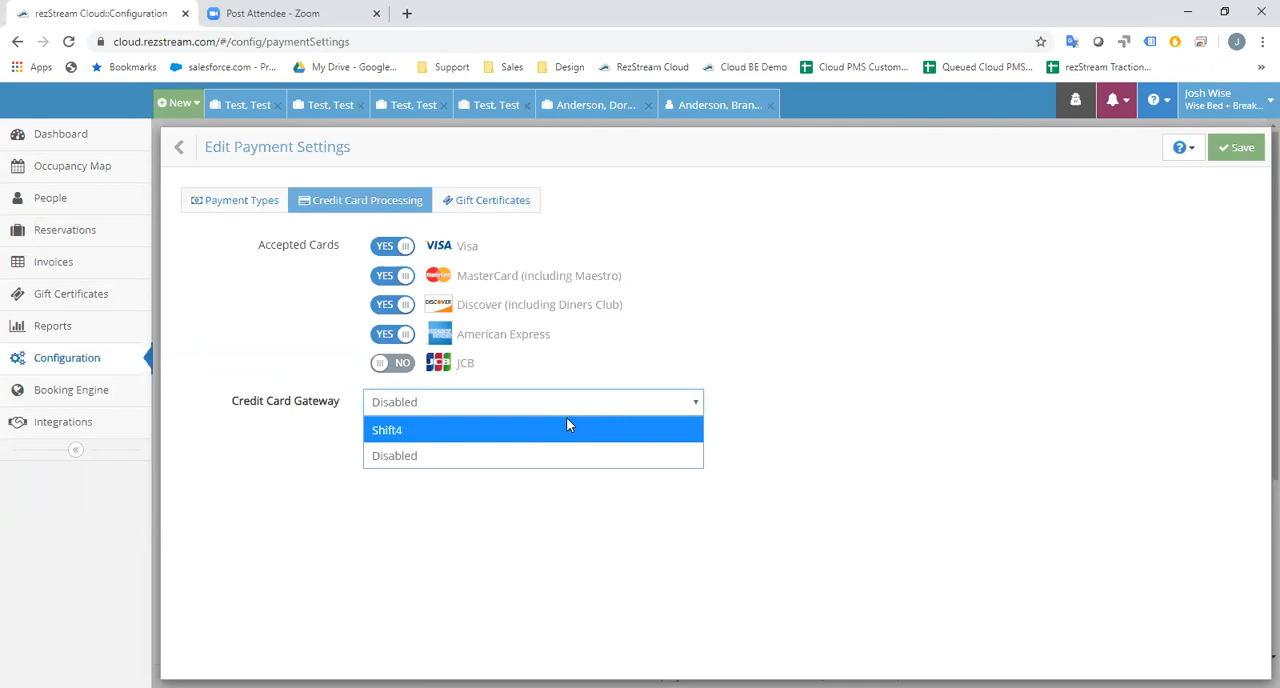 rezStream Cloud::Configuration
Post Attendee - Zoom
cloud.rezstream.com/#/config/paymentSettings
Apps
Bookmarks
salesforce.com - Pr...
My Drive - Google...
Support
Sales
Design
RezStream Cloud
Cloud BE Demo
Cloud PMS Custom...
Queued Cloud PMS...
rezStream Traction...
New
Test, Test
Test, Test
Test, Test
Test, Test
Anderson, Dor...
Anderson, Bran...
Josh Wise
Wise Bed + Break...
Dashboard
Occupancy Map
People
Reservations
Invoices
Gift Certificates
Reports
Configuration
Booking Engine
Integrations
Edit Payment Settings
Save
Payment Types
Credit Card Processing
Gift Certificates
Accepted Cards
YES VISA Visa
YES MasterCard MasterCard (including Maestro)
YES DISCOVER Discover (including Diners Club)
YES American Express
NO JCB JCB
Credit Card Gateway
Disabled
Shift4
Disabled